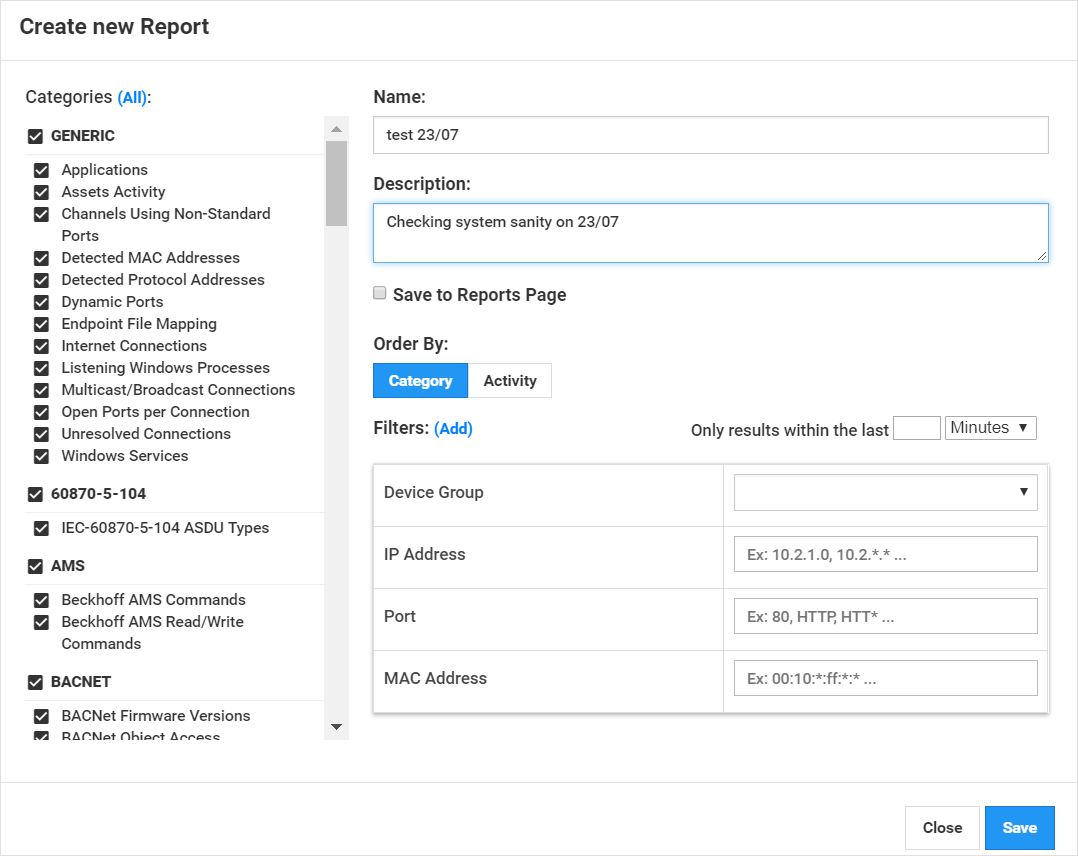 Create new Report
Categories (All):
GENERIC
Applications
Assets Activity
Channels Using Non-Standard
Ports
Detected MAC Addresses
Detected Protocol Addresses
Dynamic Ports
Endpoint File Mapping
Internet Connections
Listening Windows Processes
Multicast/Broadcast Connections
Open Ports per Connection
Unresolved Connections
Windows Services
60870-5-104
IEC-60870-5-104 ASDU Types
AMS
Beckhoff AMS Commands
Beckhoff AMS Read/Write
Commands
BACNET
BACNet Firmware Versions
BACNet Object Access
Name:
test 23/07
Description:
Checking system sanity on 23/07
Save to Reports Page
Order By:
Category Activity
Filters: (Add) Only results within the last Minutes
Device Group
IP Address Ex: 10.2.1.0, 10.2.*.* ...
Port Ex: 80, HTTP, HTT* ...
MAC Address Ex: 00:10:*:ff:*:* ...
Close Save